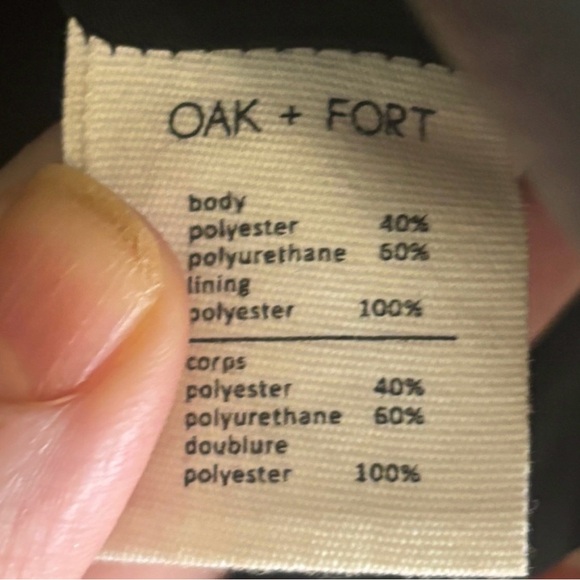 OAK + FORT
body
polyester 40%
polyurethane 60%
lining
polyester 100%
corps
polyester 40%
polyurethane 60%
doublure
polyester 100%